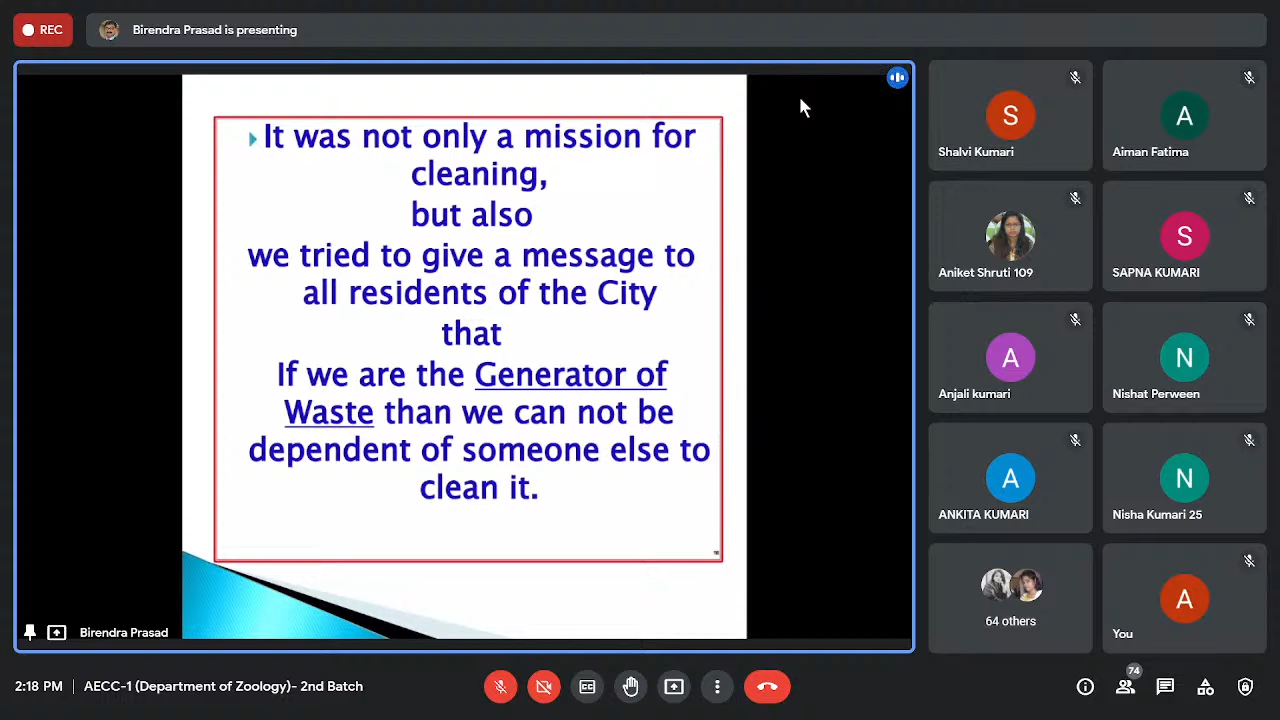 REC
Birendra Prasad is presenting
It was not only a mission for
cleaning,
but also
we tried to give a message to
all residents of the City
that
If we are the Generator of
Waste than we can not be
dependent of someone else to
clean it.
Birendra Prasad
S
Shalvi Kumari
A
Aiman Fatima
Aniket Shruti 109
S
SAPNA KUMARI
A
Anjali kumari
N
Nishat Perween
A
ANKITA KUMARI
N
Nisha Kumari 25
64 others
A
You
2:18 PM | AECC-1 (Department of Zoology)- 2nd Batch
CC
74